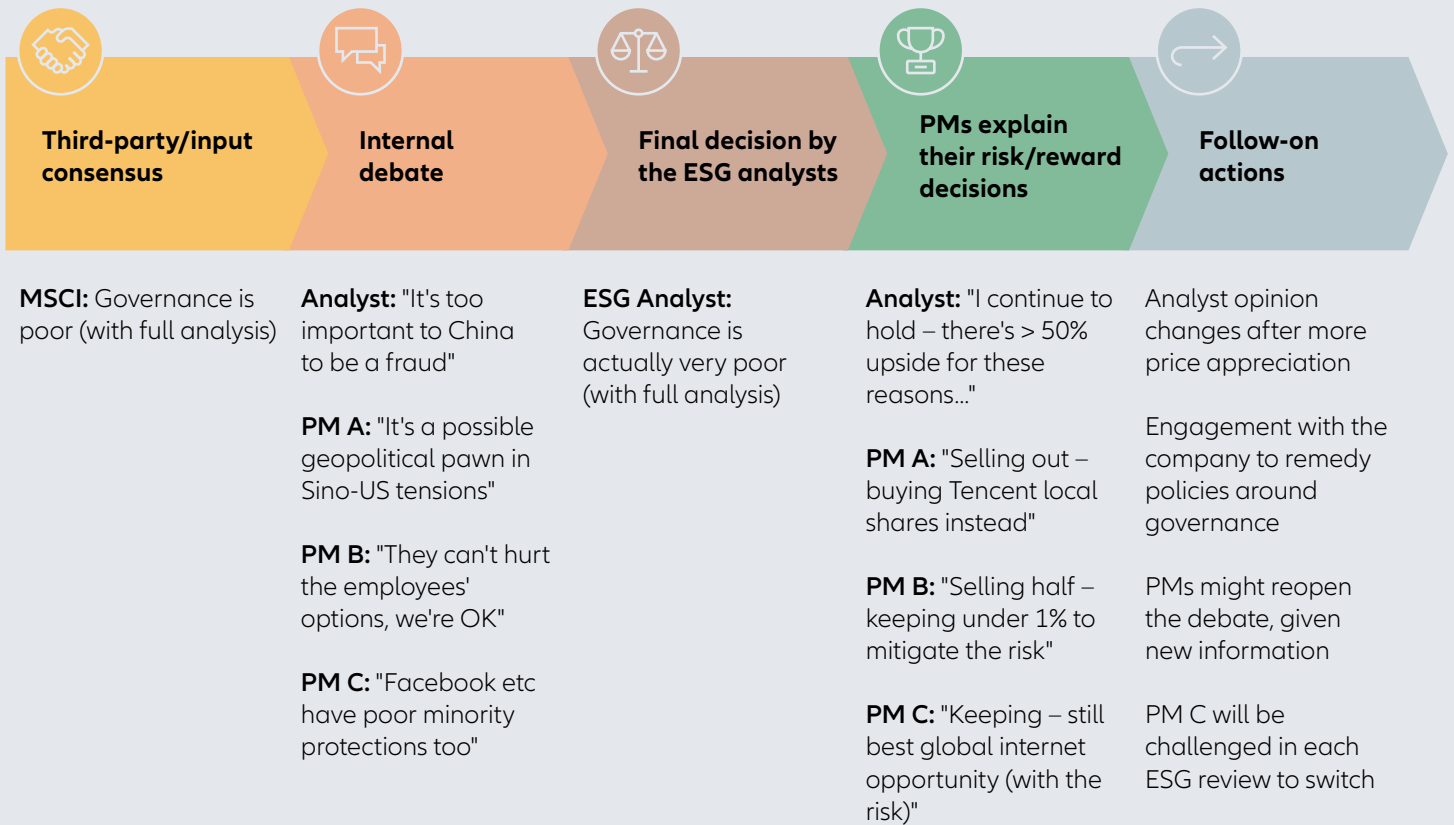 Third-party/input
consensus
Internal
debate
Final decision by
the ESG analysts
PMs explain
their risk/reward
decisions
Follow-on
actions
MSCI: Governance is
poor (with full analysis)
Analyst: "It's too
important to China
to be a fraud"
PM A: "It's a possible
geopolitical pawn in
Sino-US tensions"
PM B: "They can't hurt
the employees'
options, we're OK"
PM C: "Facebook etc
have poor minority
protections too"
ESG Analyst:
Governance is
actually very poor
(with full analysis)
Analyst: "I continue to
hold – there's > 50%
upside for these
reasons..."
PM A: "Selling out –
buying Tencent local
shares instead"
PM B: "Selling half –
keeping under 1% to
mitigate the risk"
PM C: "Keeping – still
best global internet
opportunity (with the
risk)"
Analyst opinion
changes after more
price appreciation
Engagement with the
company to remedy
policies around
governance
PMs might reopen
the debate, given
new information
PM C will be
challenged in each
ESG review to switch